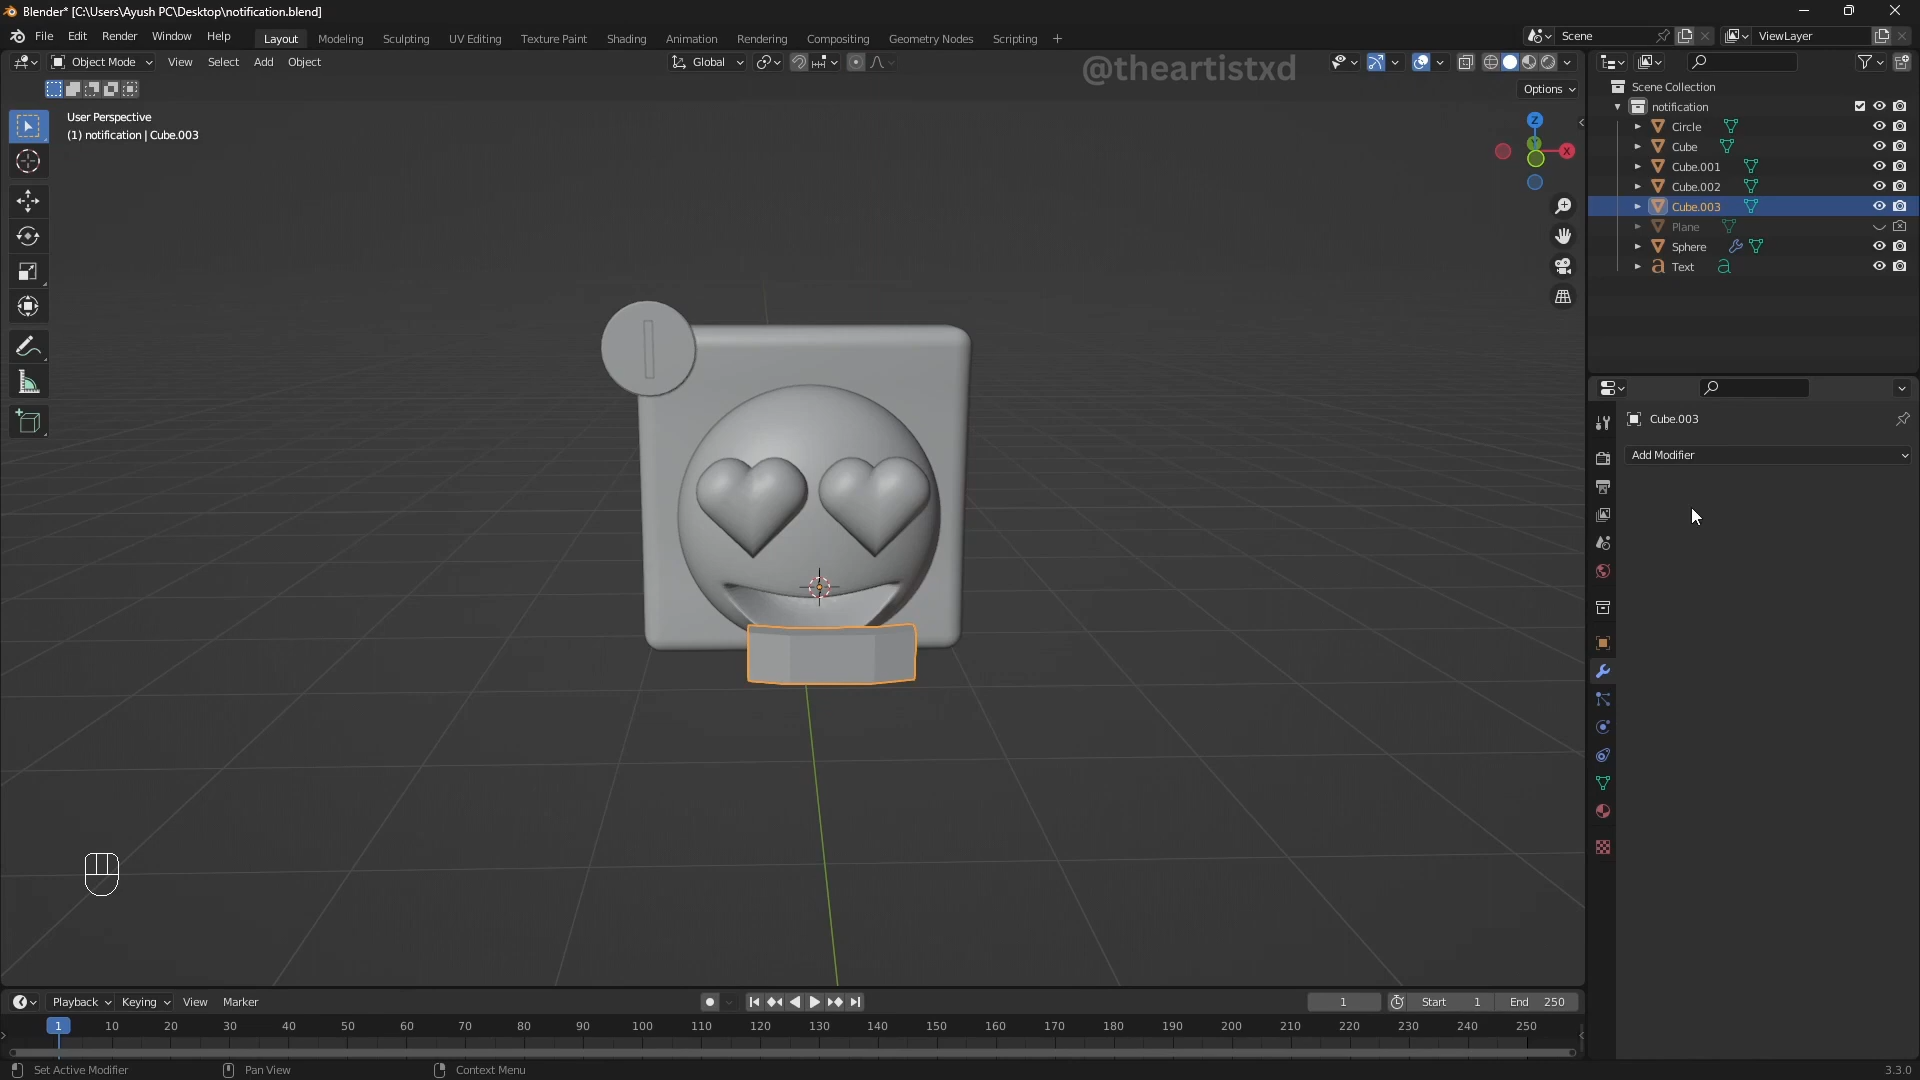 Blender* [C:\Users\Ayush PC\Desktop\notification.blend]
File Edit Render Window Help Layout Modeling Sculpting UV Editing Texture Paint Shading Animation Rendering Compositing Geometry Nodes Scripting + Scene ViewLayer
Object Mode View Select Add Object Global @theartistxd
Options
User Perspective
(1) notification | Cube.003
Z
X
Scene Collection
notification
Circle
Cube
Cube.001
Cube.002
Cube.003
Plane
Sphere
Text
Cube.003
Add Modifier
Playback Keying View Marker 1 Start 1 End 250
1 10 20 30 40 50 60 70 80 90 100 110 120 130 140 150 160 170 180 190 200 210 220 230 240 250
Set Active Modifier Pan View Context Menu 3.3.0